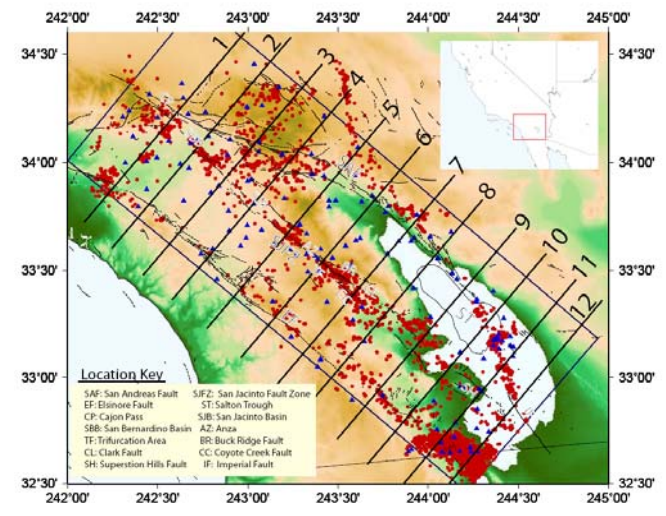 242°00' 242°30' 243°00' 243°30' 244°00' 244°30' 245°00'
34°30' 34°30'
34°00' 34°00'
33°30' 33°30'
33°00' 33°00'
32°30' 32°30'
1 2 3 4 5 6 7 8 9 10 11 12
Location Key
SAF: San Andreas Fault SJFZ: San Jacinto Fault Zone
EF: Elsinore Fault ST: Salton Trough
CP: Cajon Pass SJB: San Jacinto Basin
SBB: San Bernardino Basin AZ: Anza
TF: Trifurcation Area BR: Buck Ridge Fault
CL: Clark Fault CC: Coyote Creek Fault
SH: Superstion Hills Fault IF: Imperial Fault
242°00' 242°30' 243°00' 243°30' 244°00' 244°30' 245°00'